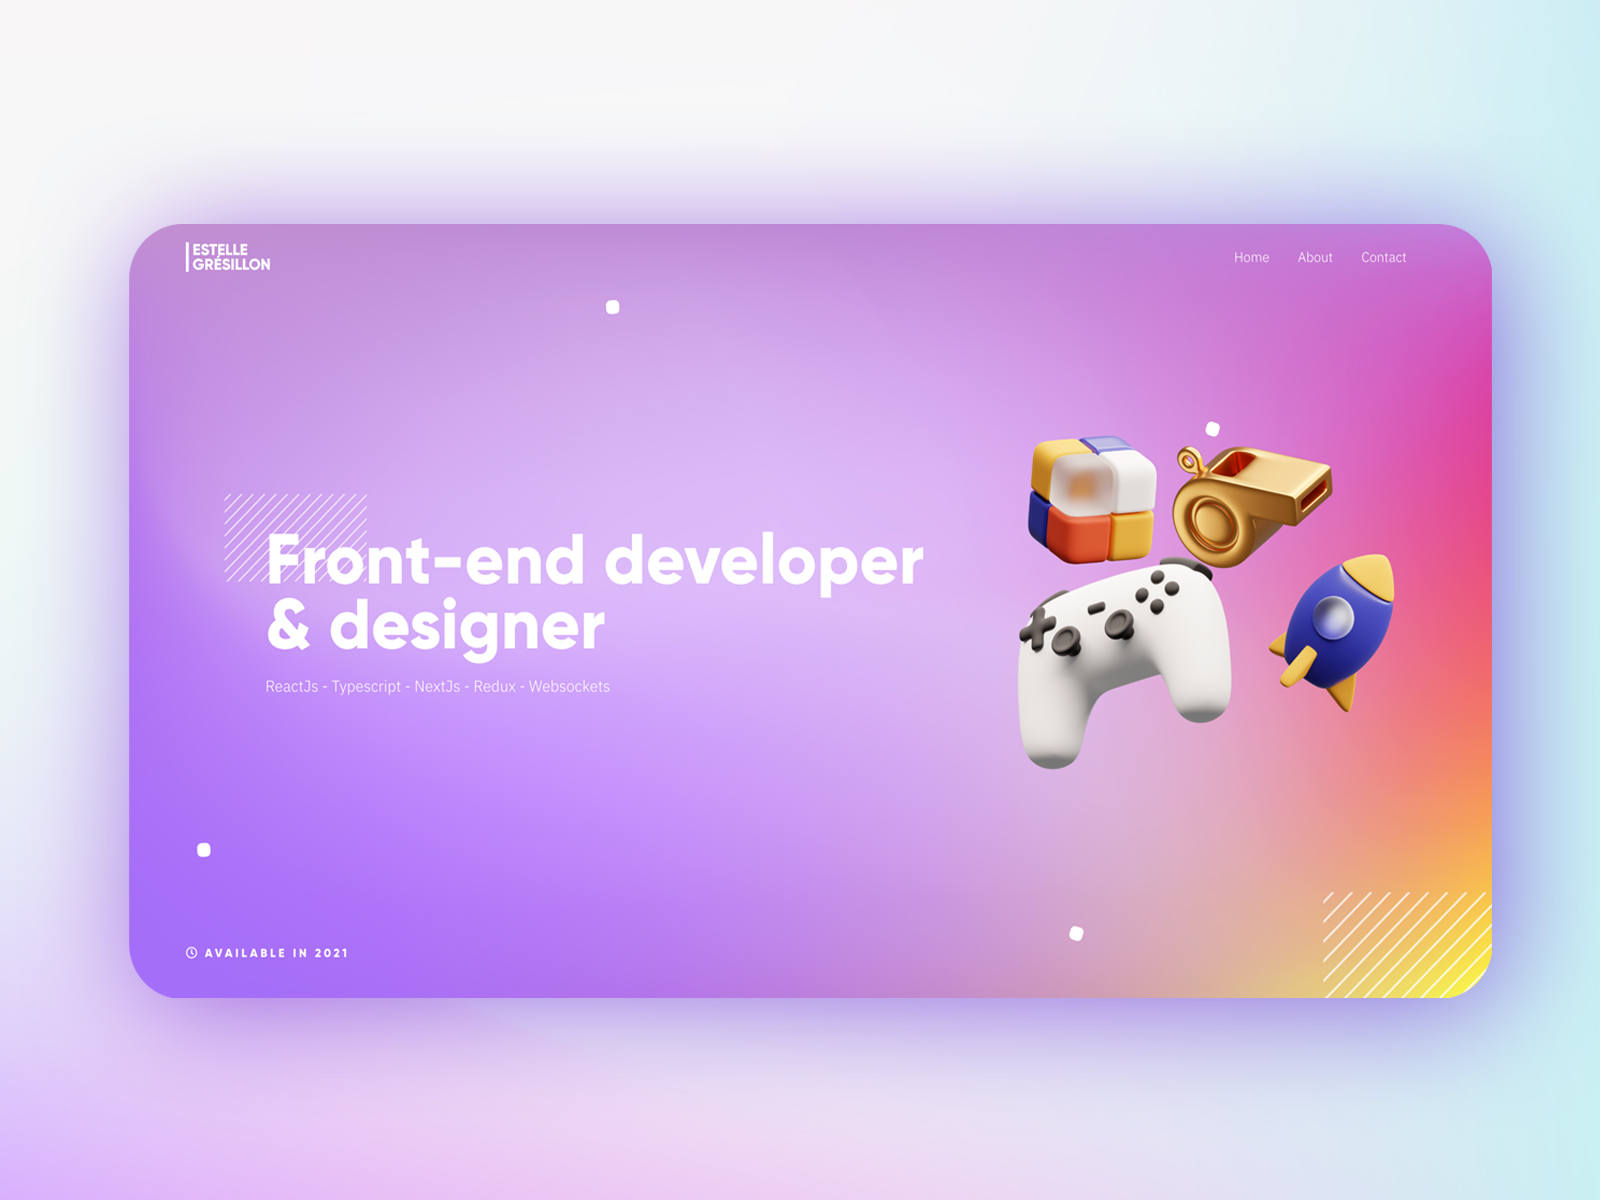 ESTELLE
GRÉSILLON
Home About Contact
Front-end developer
& designer
ReactJs - Typescript - NextJs - Redux - Websockets
AVAILABLE IN 2021